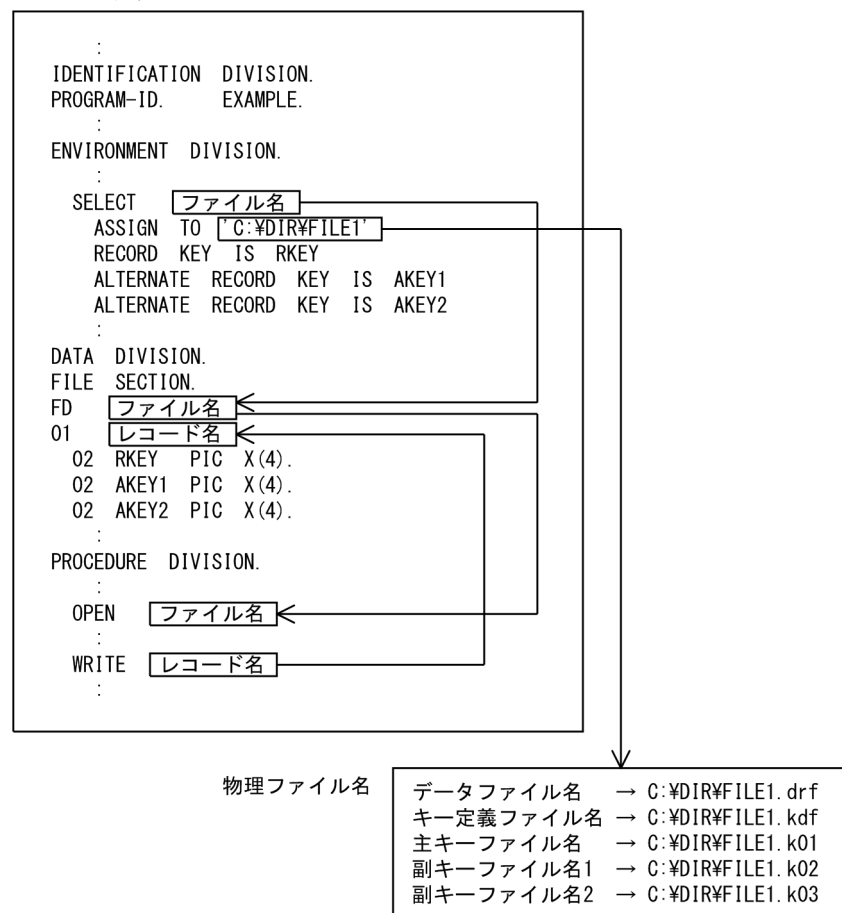 :
IDENTIFICATION DIVISION.
PROGRAM-ID. EXAMPLE.
:
ENVIRONMENT DIVISION.
:
SELECT ファイル名
ASSIGN TO 'C:¥DIR¥FILE1'
RECORD KEY IS RKEY
ALTERNATE RECORD KEY IS AKEY1
ALTERNATE RECORD KEY IS AKEY2
:
DATA DIVISION.
FILE SECTION.
FD ファイル名
01 レコード名
02 RKEY PIC X(4).
02 AKEY1 PIC X(4).
02 AKEY2 PIC X(4).
:
PROCEDURE DIVISION.
:
OPEN ファイル名
:
WRITE レコード名
:
物理ファイル名
データファイル名 → C:¥DIR¥FILE1.drf
キー定義ファイル名 → C:¥DIR¥FILE1.kdf
主キーファイル名 → C:¥DIR¥FILE1.k01
副キーファイル名1 → C:¥DIR¥FILE1.k02
副キーファイル名2 → C:¥DIR¥FILE1.k03